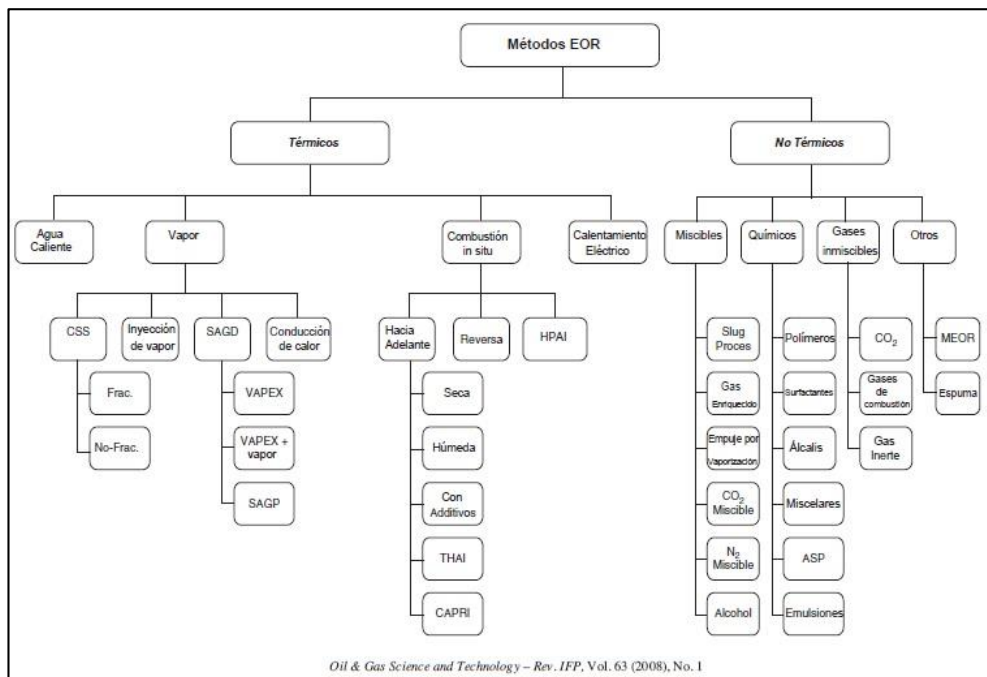 Métodos EOR
Térmicos
No Térmicos
Agua
Caliente
Vapor
Combustión
in situ
Calentamiento
Eléctrico
Miscibles
Químicos
Gases
inmiscibles
Otros
CSS
Inyección
de vapor
SAGD
Conducción
de calor
Hacia
Adelante
Reversa
HPAI
Slug
Proces
Polímeros
CO2
MEOR
Frac.
VAPEX
Seca
Gas
Enriquecido
Surfactantes
Gases
de
combustión
Espuma
No-Frac.
VAPEX +
vapor
Húmeda
Empuje por
Vaporización
Álcalis
Gas
Inerte
SAGP
Con
Additivos
CO2
Miscible
Miscelares
THAI
N2
Miscible
ASP
CAPRI
Alcohol
Emulsiones
Oil & Gas Science and Technology – Rev. IFP, Vol. 63 (2008), No. 1